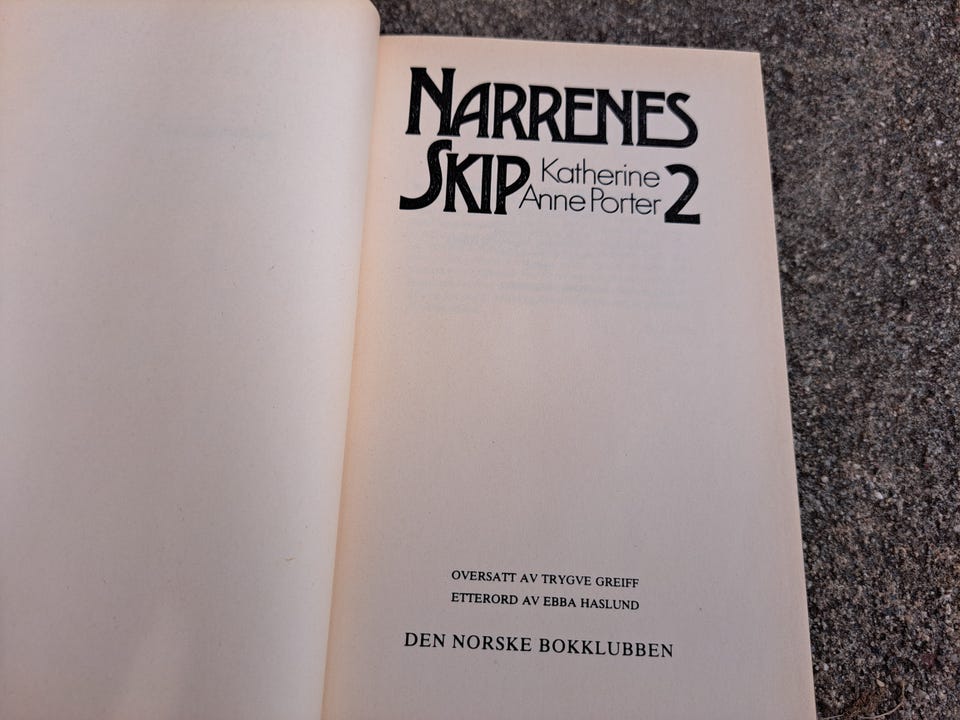 NARRENES
SKIP Katherine Anne Porter 2
OVERSATT AV TRYGVE GREIFF
ETTERORD AV EBBA HASLUND
DEN NORSKE BOKKLUBBEN